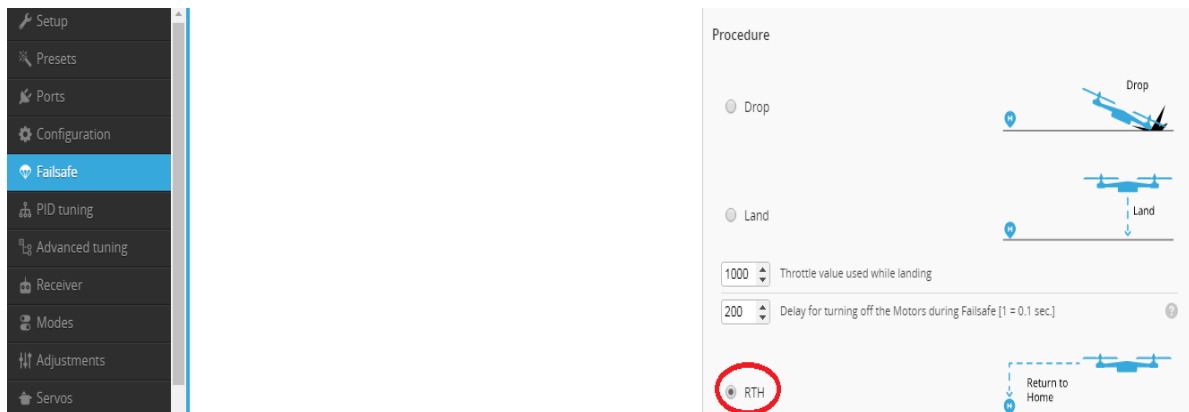 Setup
Presets
Ports
Configuration
Failsafe
PID tuning
Advanced tuning
Receiver
Modes
Adjustments
Servos
Procedure
Drop
Drop
H
Land
Land
H
1000 Throttle value used while landing
200 Delay for turning off the Motors during Failsafe [1 = 0.1 sec.] ?
RTH
Return to
Home
H